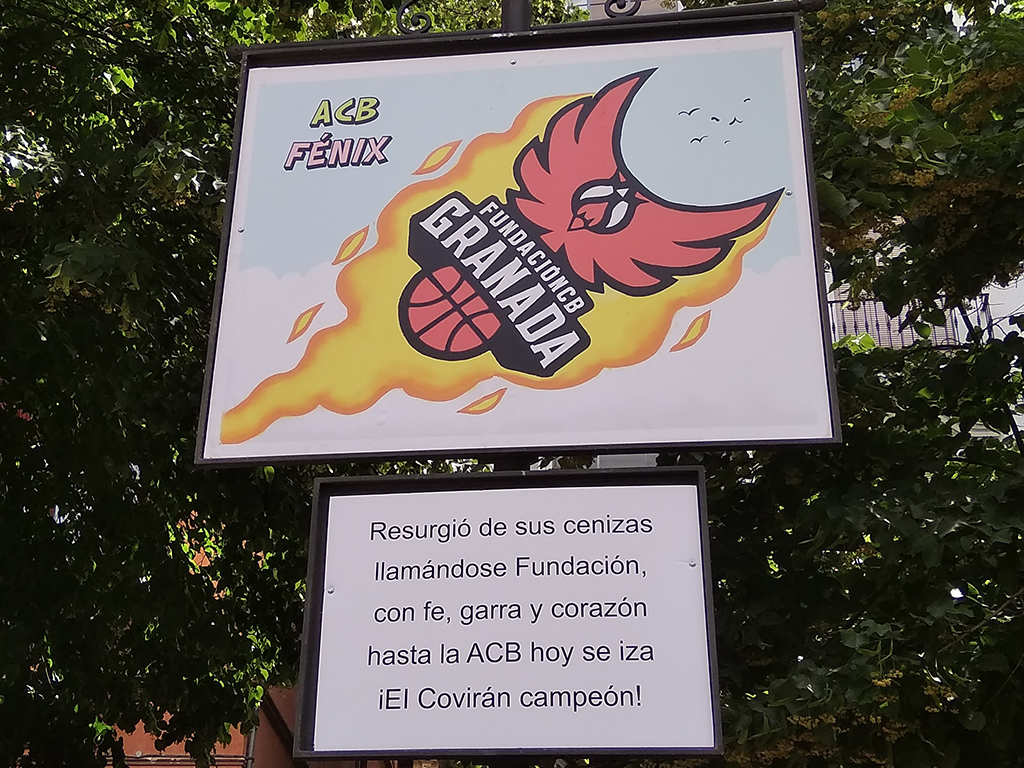 ACB
FÉNIX
FUNDACIÓNCB
GRANADA
Resurgió de sus cenizas
llamándose Fundación,
con fe, garra y corazón
hasta la ACB hoy se iza
¡El Covirán campeón!